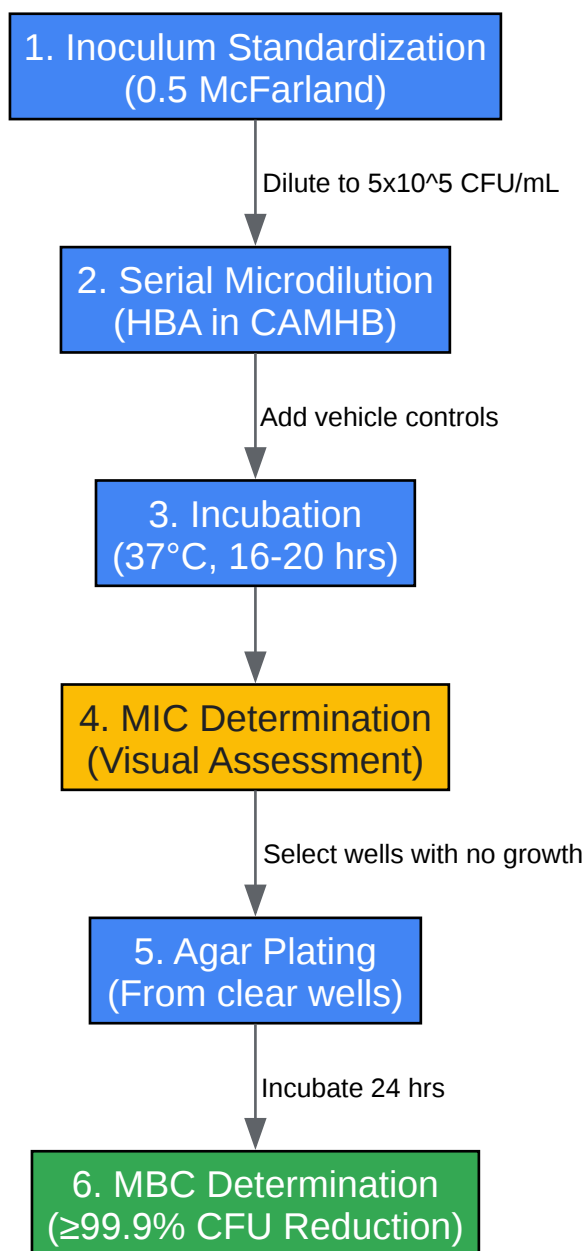 1. Inoculum Standardization
(0.5 McFarland)
Dilute to 5x10^5 CFU/mL
2. Serial Microdilution
(HBA in CAMHB)
Add vehicle controls
3. Incubation
(37°C, 16-20 hrs)
4. MIC Determination
(Visual Assessment)
Select wells with no growth
5. Agar Plating
(From clear wells)
Incubate 24 hrs
6. MBC Determination
(≥99.9% CFU Reduction)